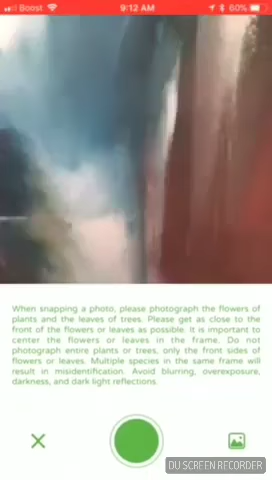 Boost 9:12 AM 60%
When snapping a photo, please photograph the flowers of
plants and the leaves of trees. Please get as close to the
front of the flowers or leaves as possible. It is important to
center the flowers or leaves in the frame. Do not
photograph entire plants or trees, only the front sides of
flowers or leaves. Multiple species in the same frame will
result in misidentification. Avoid blurring, overexposure,
darkness, and dark light reflections.
DU SCREEN RECORDER